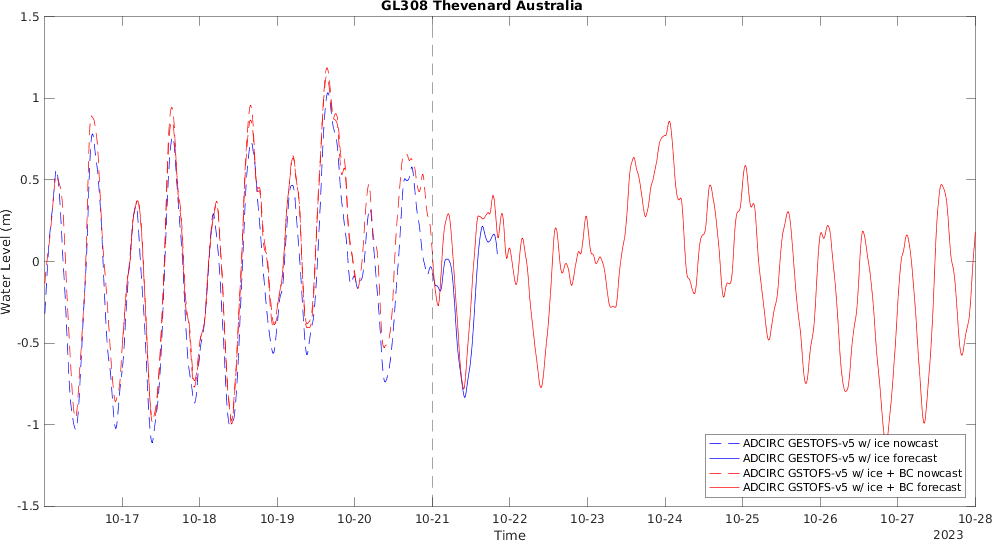 GL308 Thevenard Australia
1.5
1
0.5
0
-0.5
-1
-1.5
Water Level (m)
10-17 10-18 10-19 10-20 10-21 10-22 10-23 10-24 10-25 10-26 10-27 10-28
Time
2023
ADCIRC GESTOFS-v5 w/ ice nowcast
ADCIRC GESTOFS-v5 w/ ice forecast
ADCIRC GSTOFS-v5 w/ ice + BC nowcast
ADCIRC GSTOFS-v5 w/ ice + BC forecast